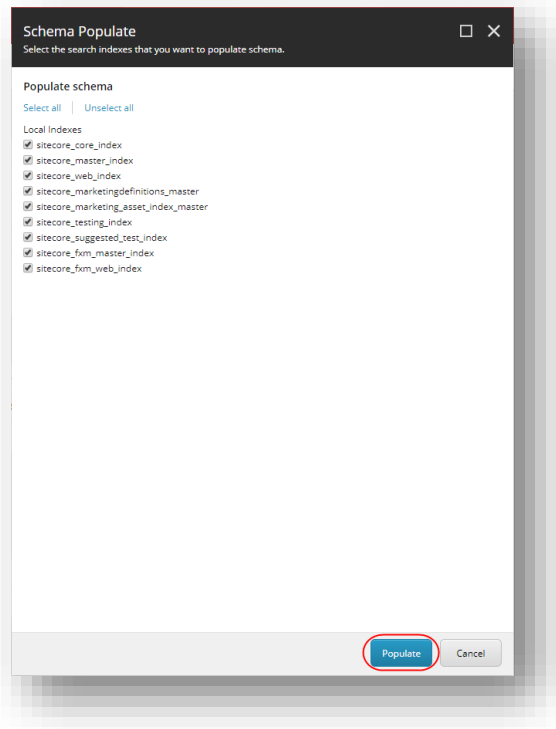 Schema Populate
Select the search indexes that you want to populate schema.
Populate schema
Select all Unselect all
Local Indexes
sitecore_core_index
sitecore_master_index
sitecore_web_index
sitecore_marketingdefinitions_master
sitecore_marketing_asset_index_master
sitecore_testing_index
sitecore_suggested_test_index
sitecore_fxm_master_index
sitecore_fxm_web_index
Populate Cancel